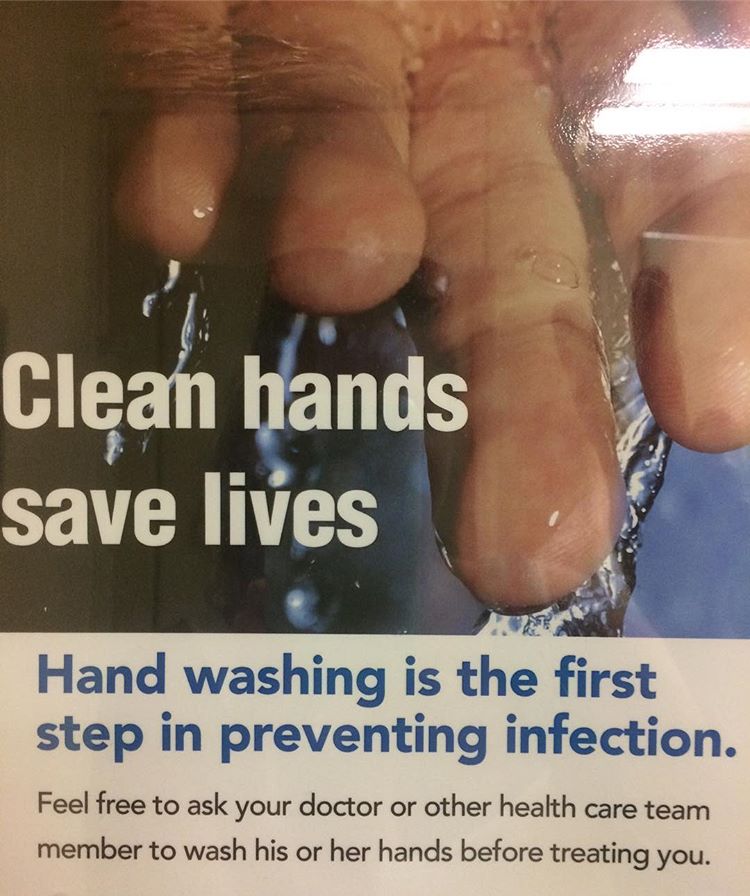 Clean hands
save lives
Hand washing is the first
step in preventing infection.
Feel free to ask your doctor or other health care team
member to wash his or her hands before treating you.